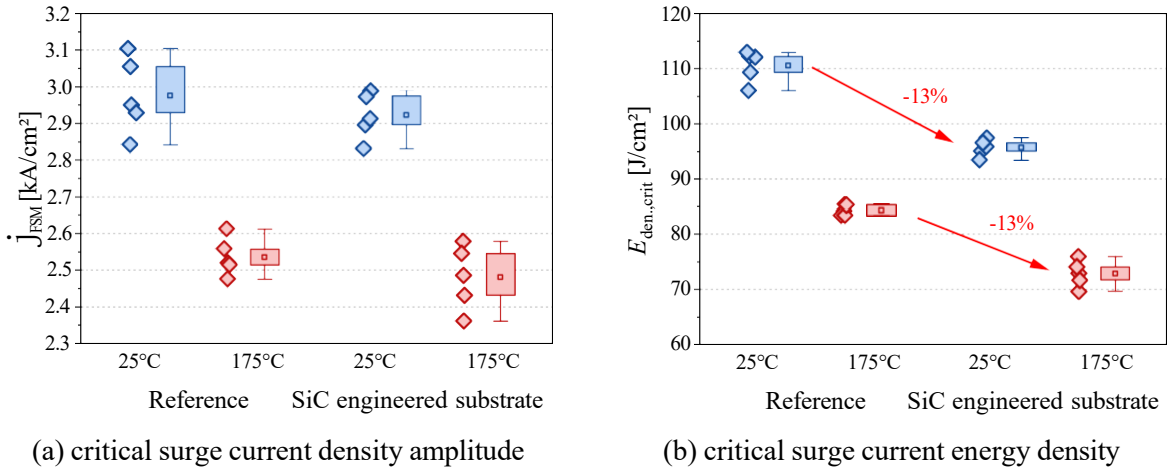 3.2
3.1
3.0
2.9
2.8
2.7
2.6
2.5
2.4
2.3
j̇FSM [kA/cm²]
25°C 175°C 25°C 175°C
Reference SiC engineered substrate
(a) critical surge current density amplitude
120
110
100
90
80
70
60
Eden.,crit [J/cm²]
-13%
-13%
25°C 175°C 25°C 175°C
Reference SiC engineered substrate
(b) critical surge current energy density